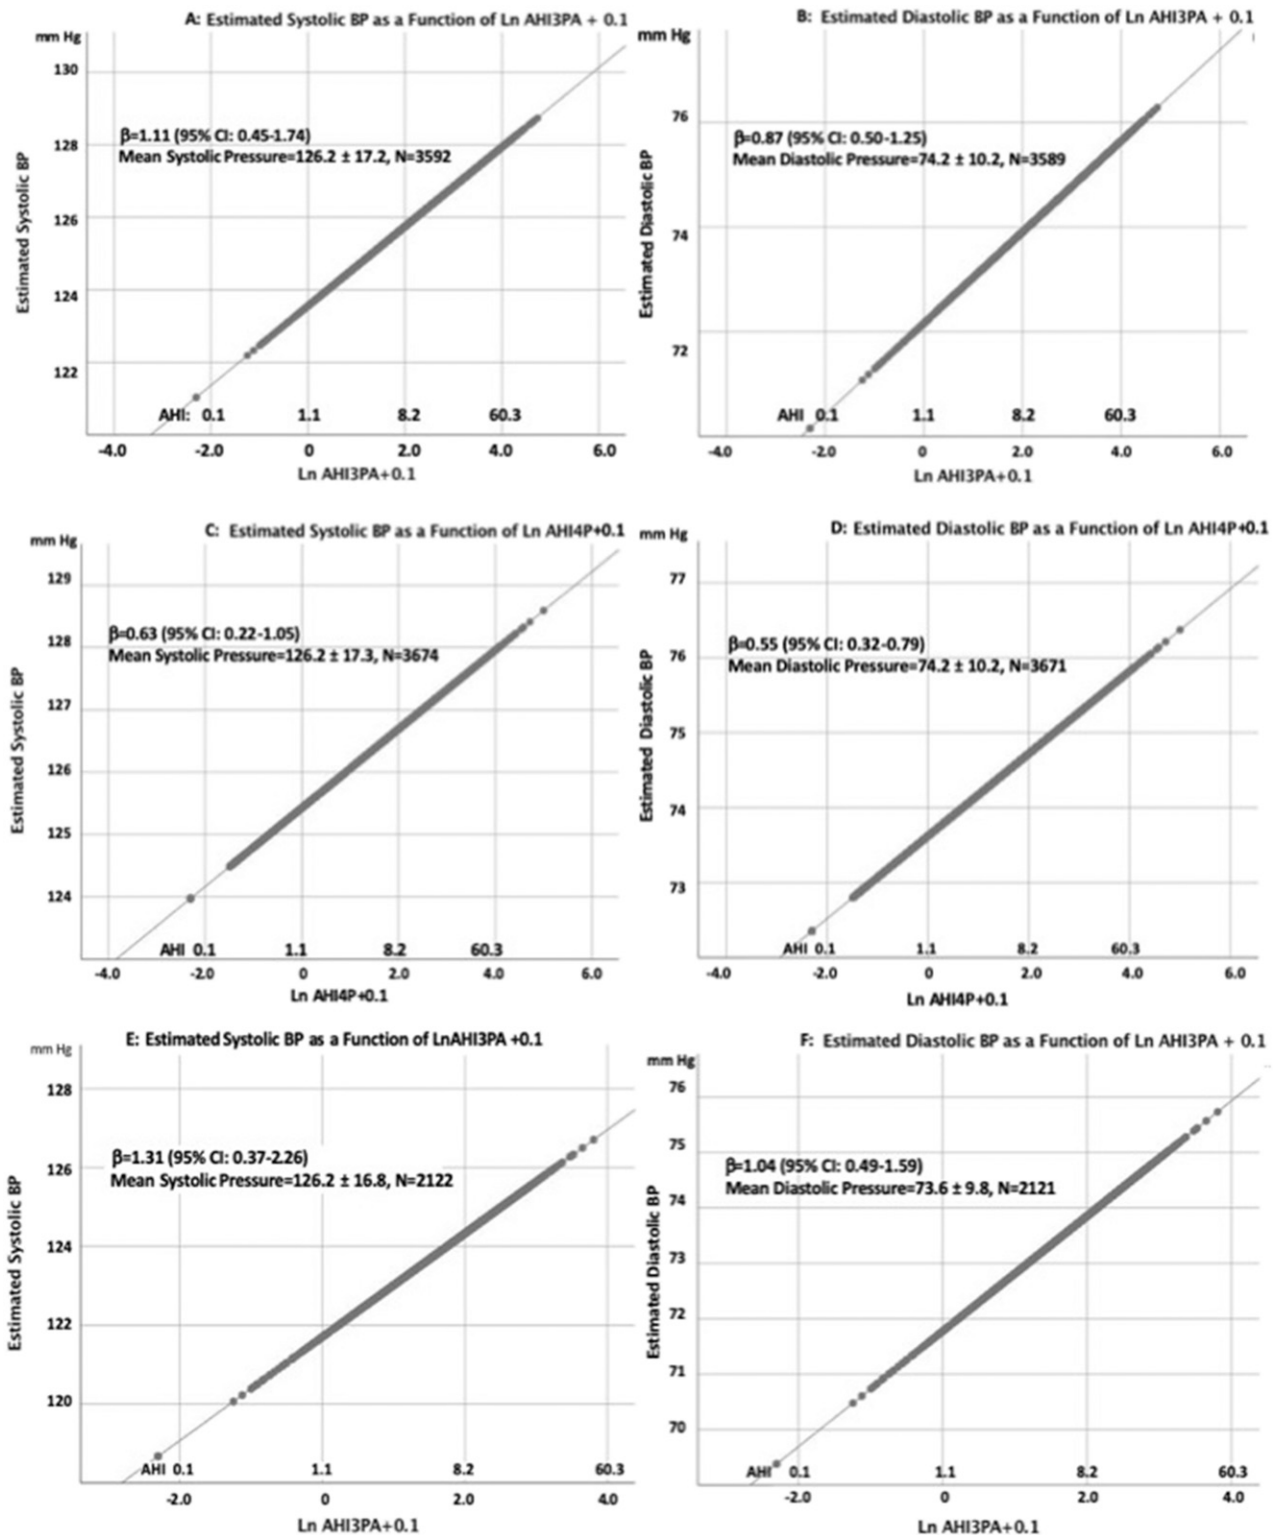 A: Estimated Systolic BP as a Function of Ln AHI3PA + 0.1
mm Hg
130
β=1.11 (95% CI: 0.45-1.74)
128
Mean Systolic Pressure=126.2 ± 17.2, N=3592
Estimated Systolic BP
126
124
122
AHI: 0.1 1.1 8.2 60.3
-4.0 -2.0 0 2.0 4.0 6.0
Ln AHI3PA+0.1
B: Estimated Diastolic BP as a Function of Ln AHI3PA + 0.1
mm Hg
76
β=0.87 (95% CI: 0.50-1.25)
Mean Diastolic Pressure=74.2 ± 10.2, N=3589
Estimated Diastolic BP
74
72
AHI 0.1 1.1 8.2 60.3
-4.0 -2.0 0 2.0 4.0 6.0
Ln AHI3PA+0.1
C: Estimated Systolic BP as a Function of Ln AHI4P+0.1
mm Hg
129
β=0.63 (95% CI: 0.22-1.05)
128
Mean Systolic Pressure=126.2 ± 17.3, N=3674
Estimated Systolic BP
127
126
125
124
AHI 0.1 1.1 8.2 60.3
-4.0 -2.0 0 2.0 4.0 6.0
Ln AHI4P+0.1
D: Estimated Diastolic BP as a Function of Ln AHI4P+0.1
mm Hg
77
β=0.55 (95% CI: 0.32-0.79)
76
Mean Diastolic Pressure=74.2 ± 10.2, N=3671
Estimated Diastolic BP
75
74
73
AHI 0.1 1.1 8.2 60.3
-4.0 -2.0 0 2.0 4.0 6.0
Ln AHI4P+0.1
E: Estimated Systolic BP as a Function of LnAHI3PA +0.1
mm Hg
128
β=1.31 (95% CI: 0.37-2.26)
126
Mean Systolic Pressure=126.2 ± 16.8, N=2122
Estimated Systolic BP
124
122
120
AHI 0.1 1.1 8.2 60.3
-2.0 0 2.0 4.0
Ln AHI3PA+0.1
F: Estimated Diastolic BP as a Function of Ln AHI3PA + 0.1
mm Hg
76
75
β=1.04 (95% CI: 0.49-1.59)
Mean Diastolic Pressure=73.6 ± 9.8, N=2121
74
Estimated Diastolic BP
73
72
71
70
AHI 0.1 1.1 8.2 60.3
-2.0 0 2.0 4.0
Ln AHI3PA+0.1